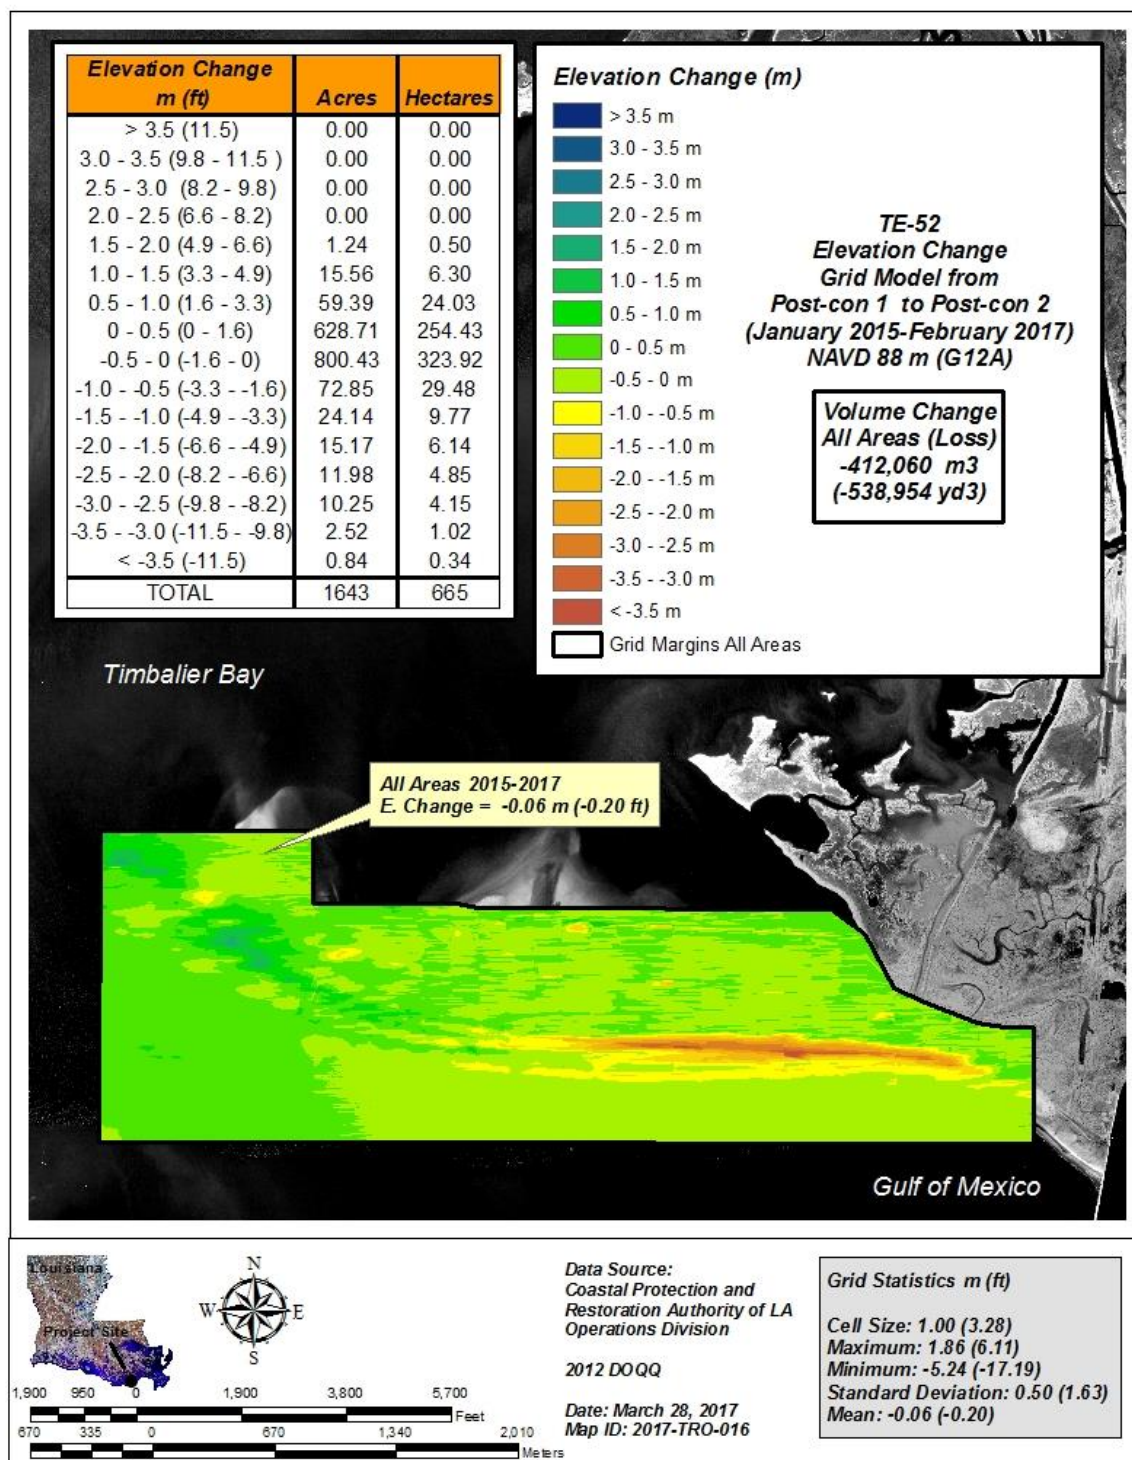 Elevation Change
m (ft) Acres Hectares
> 3.5 (11.5) 0.00 0.00
3.0 - 3.5 (9.8 - 11.5 ) 0.00 0.00
2.5 - 3.0 (8.2 - 9.8) 0.00 0.00
2.0 - 2.5 (6.6 - 8.2) 0.00 0.00
1.5 - 2.0 (4.9 - 6.6) 1.24 0.50
1.0 - 1.5 (3.3 - 4.9) 15.56 6.30
0.5 - 1.0 (1.6 - 3.3) 59.39 24.03
0 - 0.5 (0 - 1.6) 628.71 254.43
-0.5 - 0 (-1.6 - 0) 800.43 323.92
-1.0 - -0.5 (-3.3 - -1.6) 72.85 29.48
-1.5 - -1.0 (-4.9 - -3.3) 24.14 9.77
-2.0 - -1.5 (-6.6 - -4.9) 15.17 6.14
-2.5 - -2.0 (-8.2 - -6.6) 11.98 4.85
-3.0 - -2.5 (-9.8 - -8.2) 10.25 4.15
-3.5 - -3.0 (-11.5 - -9.8) 2.52 1.02
< -3.5 (-11.5) 0.84 0.34
TOTAL 1643 665
Elevation Change (m)
> 3.5 m
3.0 - 3.5 m
2.5 - 3.0 m
2.0 - 2.5 m
1.5 - 2.0 m
1.0 - 1.5 m
0.5 - 1.0 m
0 - 0.5 m
-0.5 - 0 m
-1.0 - -0.5 m
-1.5 - -1.0 m
-2.0 - -1.5 m
-2.5 - -2.0 m
-3.0 - -2.5 m
-3.5 - -3.0 m
< -3.5 m
Grid Margins All Areas
TE-52
Elevation Change
Grid Model from
Post-con 1 to Post-con 2
(January 2015-February 2017)
NAVD 88 m (G12A)
Volume Change
All Areas (Loss)
-412,060 m3
(-538,954 yd3)
Timbalier Bay
All Areas 2015-2017
E. Change = -0.06 m (-0.20 ft)
Gulf of Mexico
Louisiana
Project Site
N
W E
S
1,900 950 0 1,900 3,800 5,700
Feet
670 335 0 670 1,340 2,010
Meters
Data Source:
Coastal Protection and
Restoration Authority of LA
Operations Division
2012 DOQQ
Date: March 28, 2017
Map ID: 2017-TRO-016
Grid Statistics m (ft)
Cell Size: 1.00 (3.28)
Maximum: 1.86 (6.11)
Minimum: -5.24 (-17.19)
Standard Deviation: 0.50 (1.63)
Mean: -0.06 (-0.20)